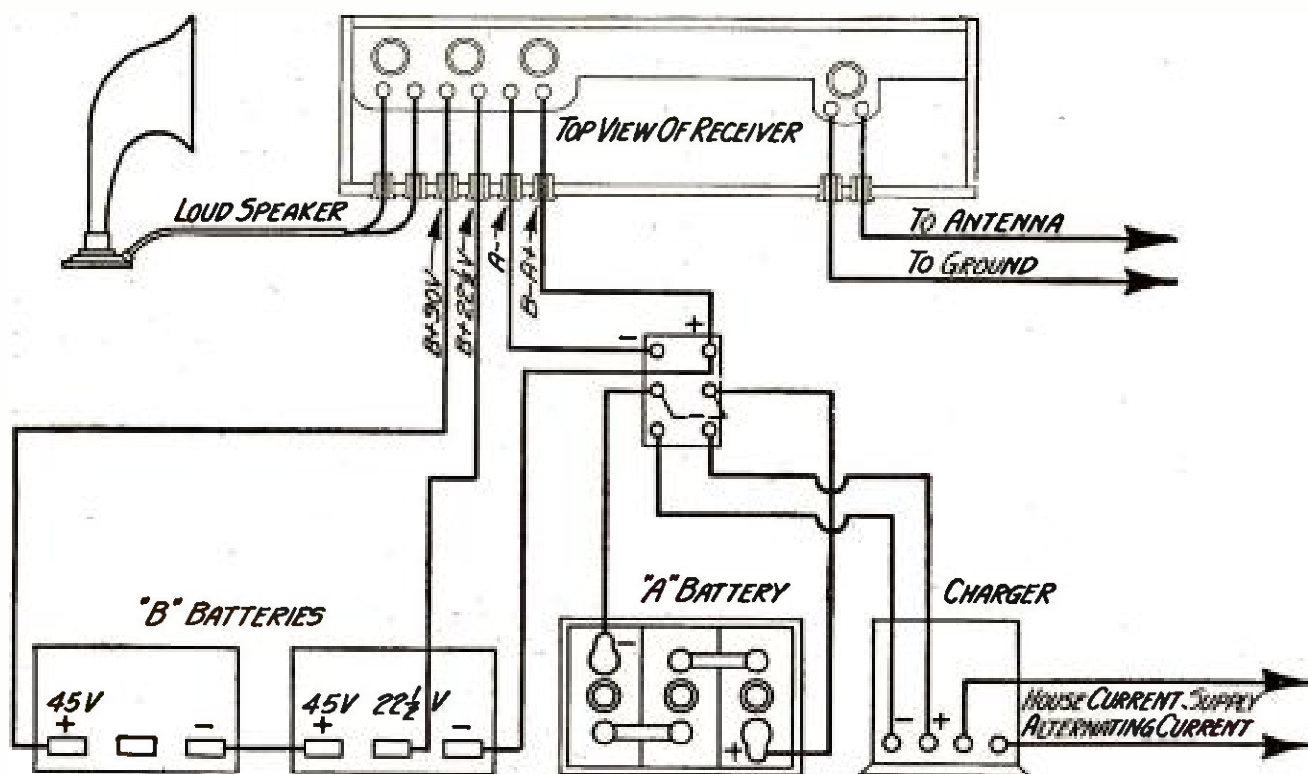 TOP VIEW OF RECEIVER
LOUD SPEAKER
B+90V
B+22½V
A-
B-A+
TO ANTENNA
TO GROUND
- +
"A" BATTERY
CHARGER
"B" BATTERIES
45V
+ -
45V 22½ V
+ -
-
+
- +
HOUSE CURRENT SUPPLY
ALTERNATING CURRENT